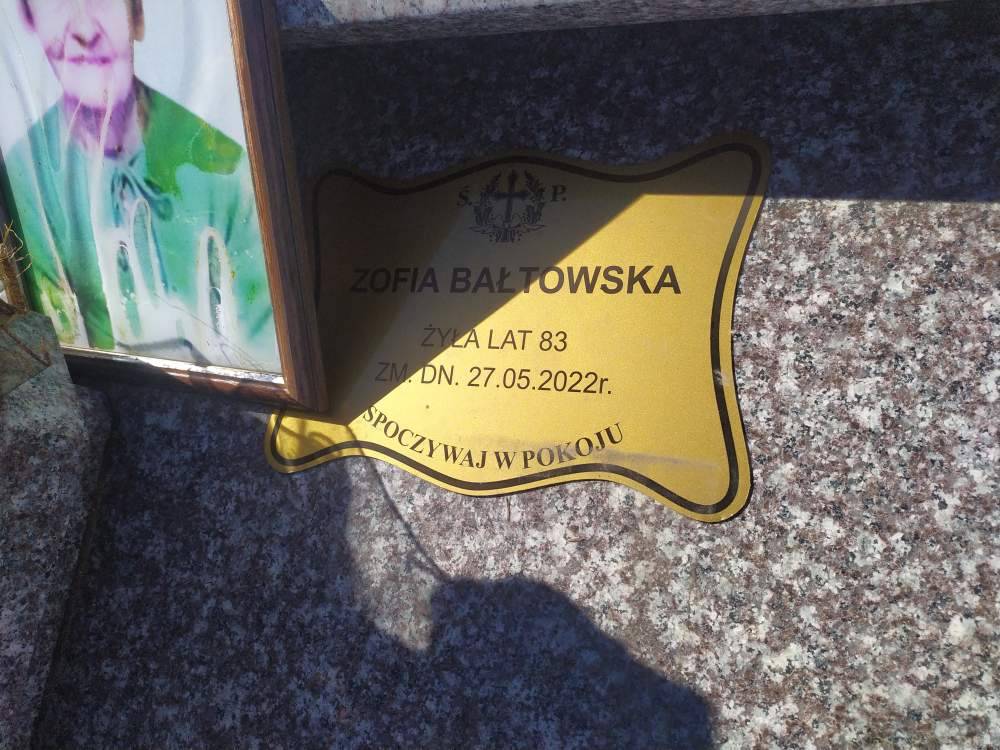 Ś. P.
ZOFIA BAŁTOWSKA
ŻYŁA LAT 83
ZM. DN. 27.05.2022r.
SPOCZYWAJ W POKOJU